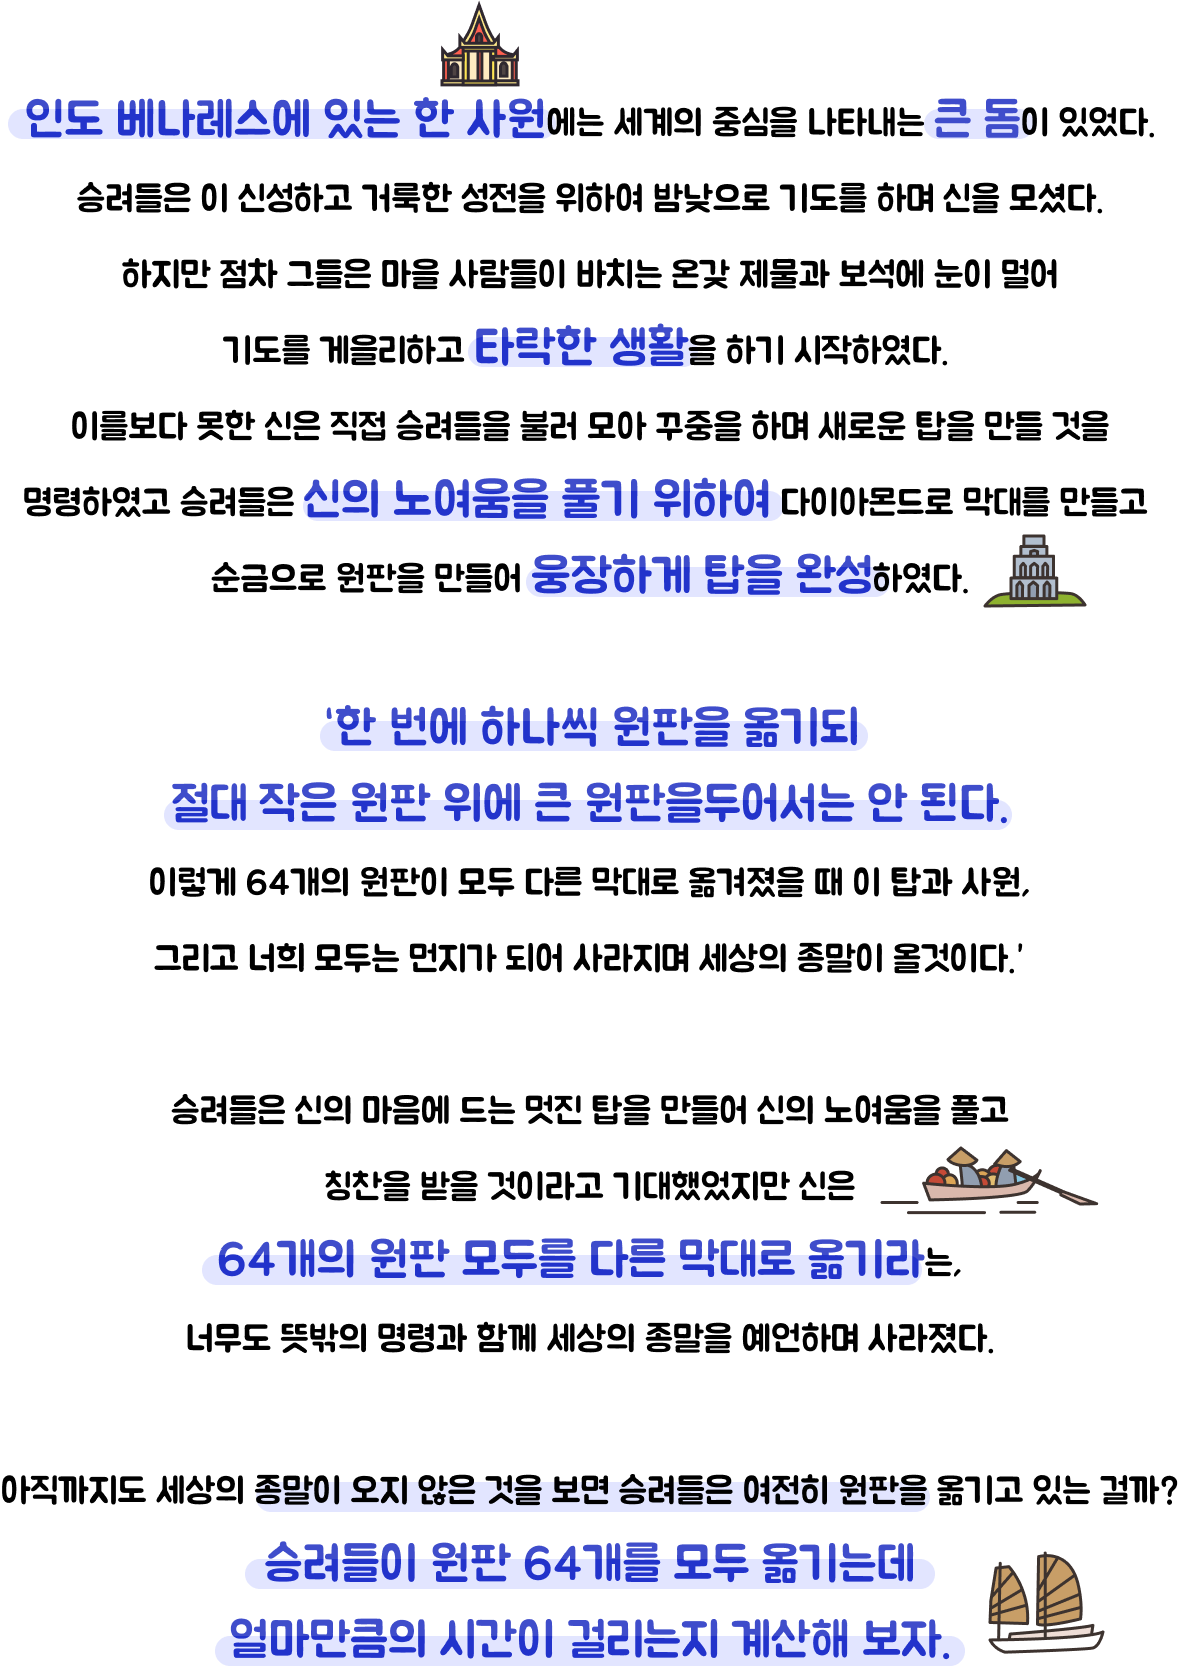 인도 베나레스에 있는 한 사원에는 세계의 중심을 나타내는 큰 돔이 있었다.
승려들은 이 신성하고 거룩한 성전을 위하여 밤낮으로 기도를 하며 신을 모셨다.
하지만 점차 그들은 마을 사람들이 바치는 온갖 제물과 보석에 눈이 멀어
기도를 게을리하고 타락한 생활을 하기 시작하였다.
이를보다 못한 신은 직접 승려들을 불러 모아 꾸중을 하며 새로운 탑을 만들 것을
명령하였고 승려들은 신의 노여움을 풀기 위하여 다이아몬드로 막대를 만들고
순금으로 원판을 만들어 웅장하게 탑을 완성하였다.
'한 번에 하나씩 원판을 옮기되
절대 작은 원판 위에 큰 원판을두어서는 안 된다.
이렇게 64개의 원판이 모두 다른 막대로 옮겨졌을 때 이 탑과 사원,
그리고 너희 모두는 먼지가 되어 사라지며 세상의 종말이 올것이다.'
승려들은 신의 마음에 드는 멋진 탑을 만들어 신의 노여움을 풀고
칭찬을 받을 것이라고 기대했었지만 신은
64개의 원판 모두를 다른 막대로 옮기라는,
너무도 뜻밖의 명령과 함께 세상의 종말을 예언하며 사라졌다.
아직까지도 세상의 종말이 오지 않은 것을 보면 승려들은 여전히 원판을 옮기고 있는 걸까?
승려들이 원판 64개를 모두 옮기는데
얼마만큼의 시간이 걸리는지 계산해 보자.